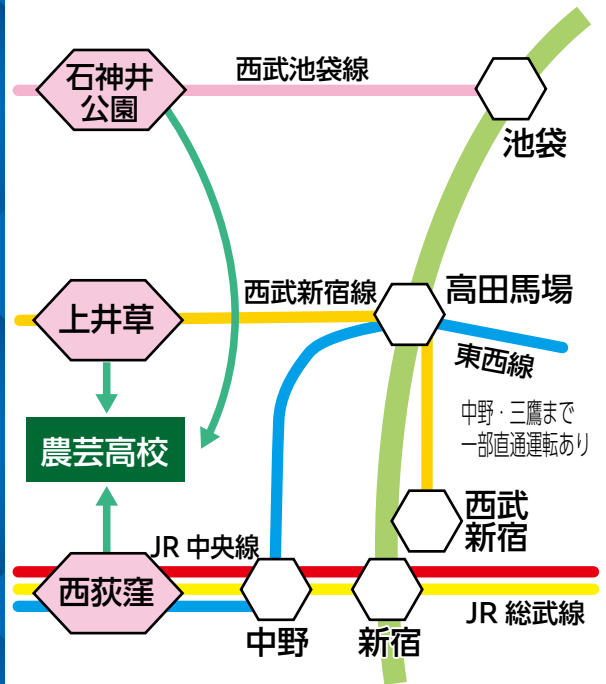 石神井
公園
西武池袋線
池袋
上井草
西武新宿線
高田馬場
東西線
中野・三鷹まで
一部直通運転あり
農芸高校
西武
新宿
JR 中央線
西荻窪
中野
新宿
JR 総武線